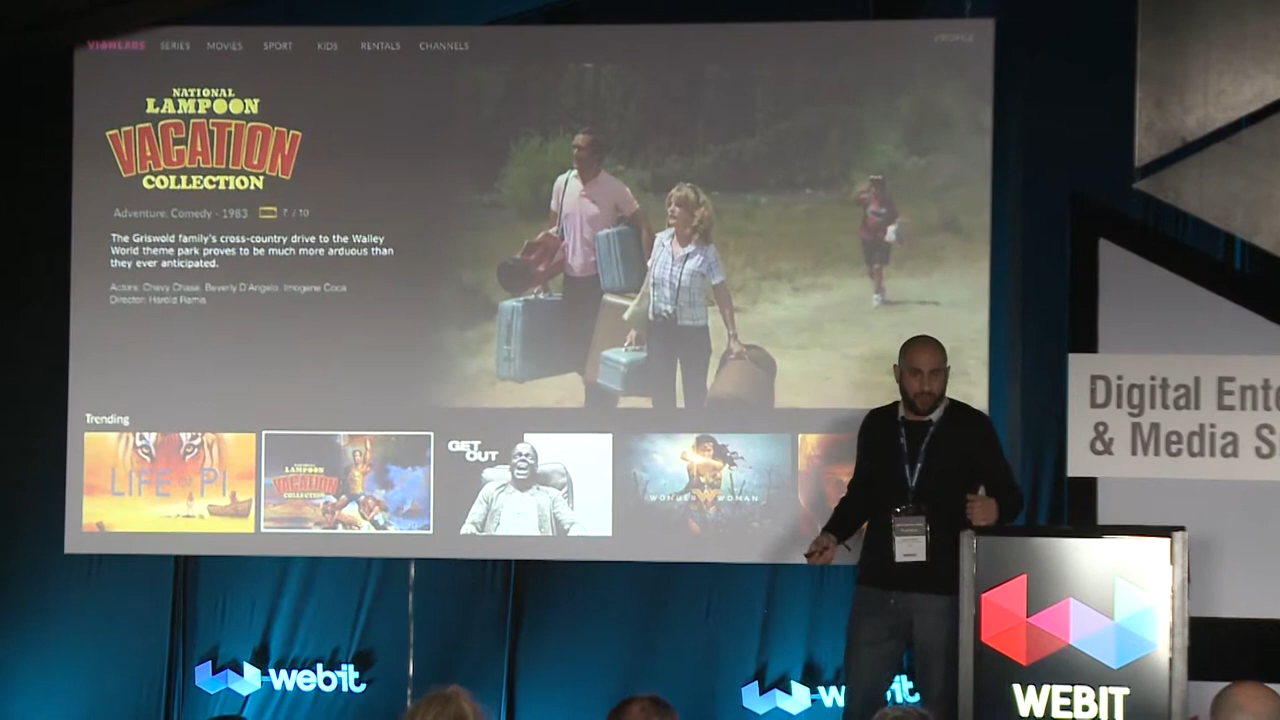 VIONLABS SERIES MOVIES SPORT KIDS RENTALS CHANNELS
NATIONAL
LAMPOON
VACATION
COLLECTION
Adventure, Comedy - 1983 7 / 10
The Griswold family's cross-country drive to the Walley
World theme park proves to be much more arduous than
they ever anticipated.
Actors: Chevy Chase, Beverly D'Angelo, Imogene Coca
Director: Harold Ramis
Trending
LIFE OF PI
NATIONAL
LAMPOON
VACATION
COLLECTION
GET
OUT
WONDER WOMAN
Digital Ente
& Media S
webit
w it
WEBIT